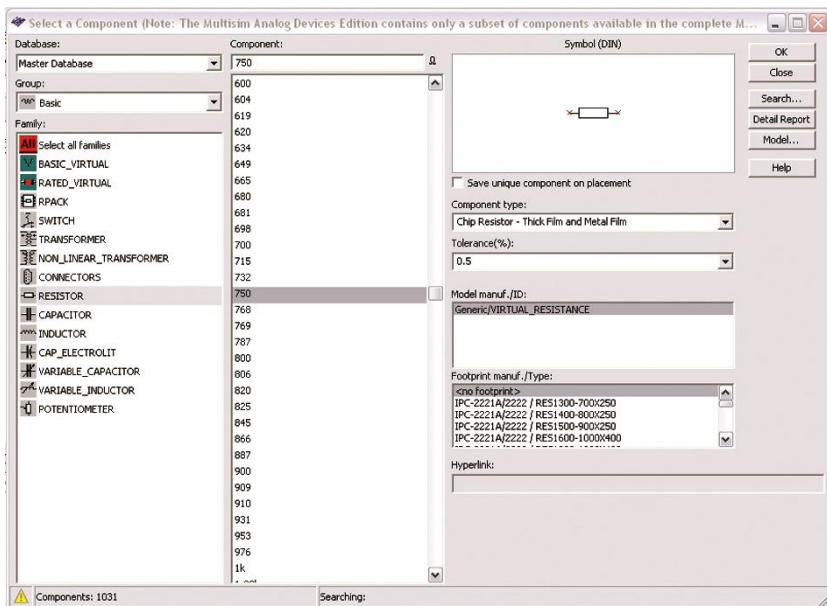 Select a Component (Note: The Multisim Analog Devices Edition contains only a subset of components available in the complete M...
Database:
Master Database
Group:
Basic
Family:
All Select all families
BASIC_VIRTUAL
RATED_VIRTUAL
RPACK
SWITCH
TRANSFORMER
NON_LINEAR_TRANSFORMER
CONNECTORS
RESISTOR
CAPACITOR
INDUCTOR
CAP_ELECTROLIT
VARIABLE_CAPACITOR
VARIABLE_INDUCTOR
POTENTIOMETER
Component:
750 Ω
600
604
619
620
634
649
665
680
681
698
700
715
732
750
768
769
787
800
806
820
825
845
866
887
900
909
910
931
953
976
1k
Symbol (DIN)
Save unique component on placement
Component type:
Chip Resistor - Thick Film and Metal Film
Tolerance(%):
0.5
Model manuf./ID:
Generic/VIRTUAL_RESISTANCE
Footprint manuf./Type:
<no footprint>
IPC-2221A/2222 / RES1300-700X250
IPC-2221A/2222 / RES1400-800X250
IPC-2221A/2222 / RES1500-900X250
IPC-2221A/2222 / RES1600-1000X400
Hyperlink:
OK
Close
Search...
Detail Report
Model...
Help
Components: 1031
Searching: